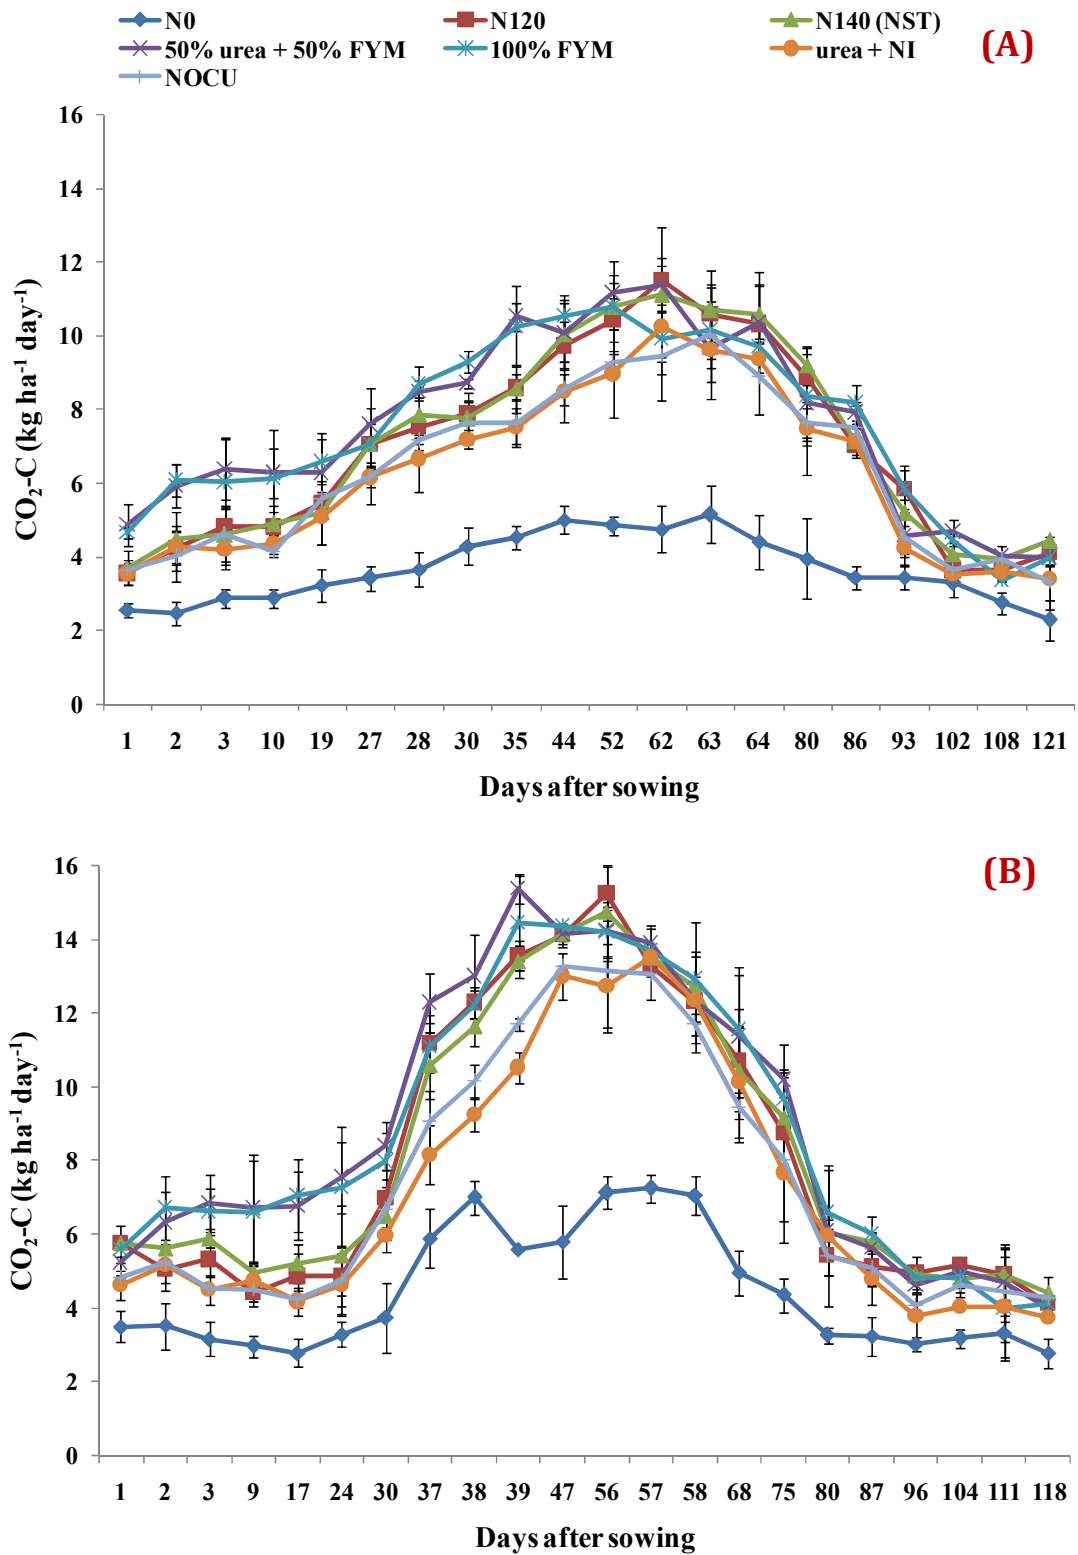 N0 N120 N140 (NST)
50% urea + 50% FYM 100% FYM urea + NI
NOCU
(A)
16
14
12
10
8
6
4
2
0
CO₂-C (kg ha⁻¹ day⁻¹)
1 2 3 10 19 27 28 30 35 44 52 62 63 64 80 86 93 102 108 121
Days after sowing
(B)
16
14
12
10
8
6
4
2
0
CO₂-C (kg ha⁻¹ day⁻¹)
1 2 3 9 17 24 30 37 38 39 47 56 57 58 68 75 80 87 96 104 111 118
Days after sowing